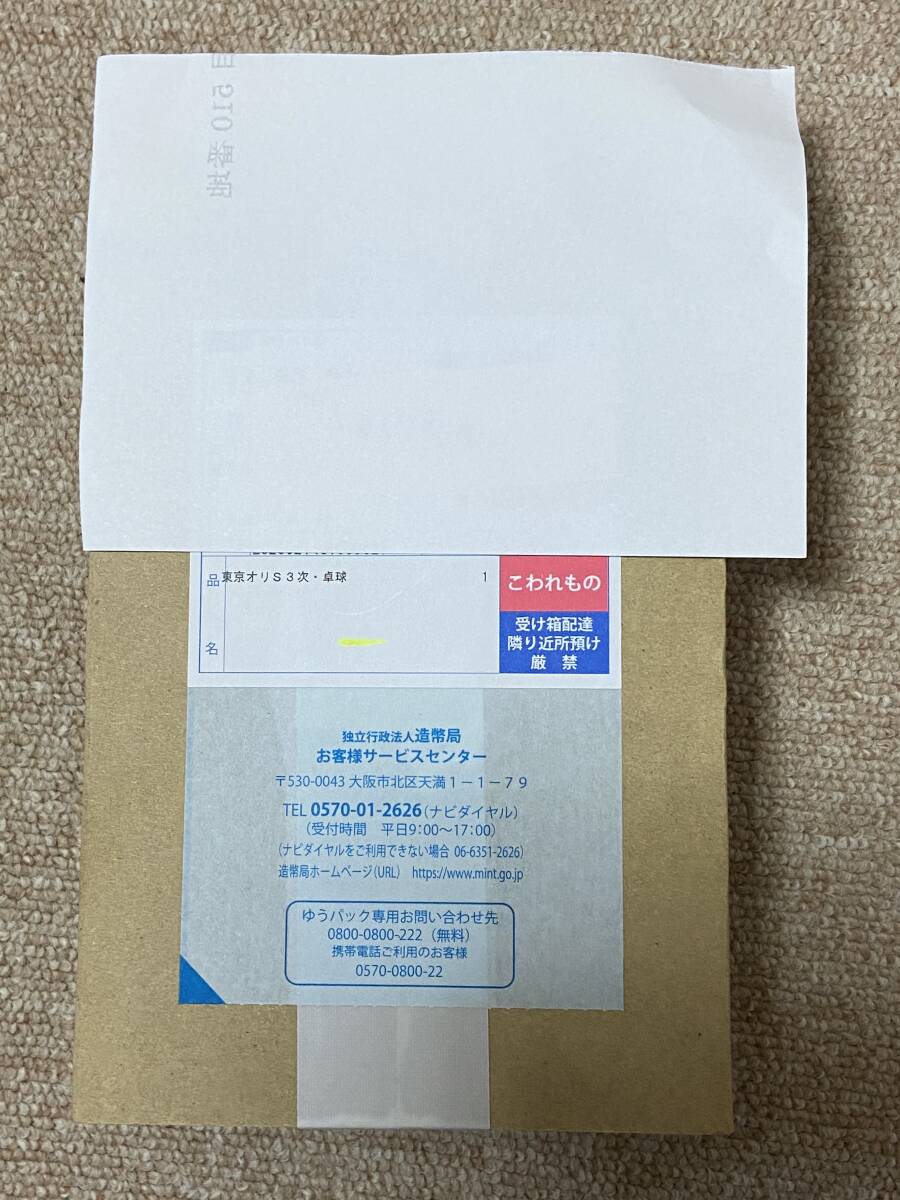 品 東京オリS3次・卓球 1
名
こわれもの
受け箱配達
隣り近所預け
厳 禁
独立行政法人造幣局
お客様サービスセンター
〒530-0043 大阪市北区天満1-1-79
TEL 0570-01-2626(ナビダイヤル)
(受付時間 平日9:00〜17:00)
(ナビダイヤルをご利用できない場合 06-6351-2626)
造幣局ホームページ(URL) https://www.mint.go.jp
ゆうパック専用お問い合わせ先
0800-0800-222(無料)
携帯電話ご利用のお客様
0570-0800-22